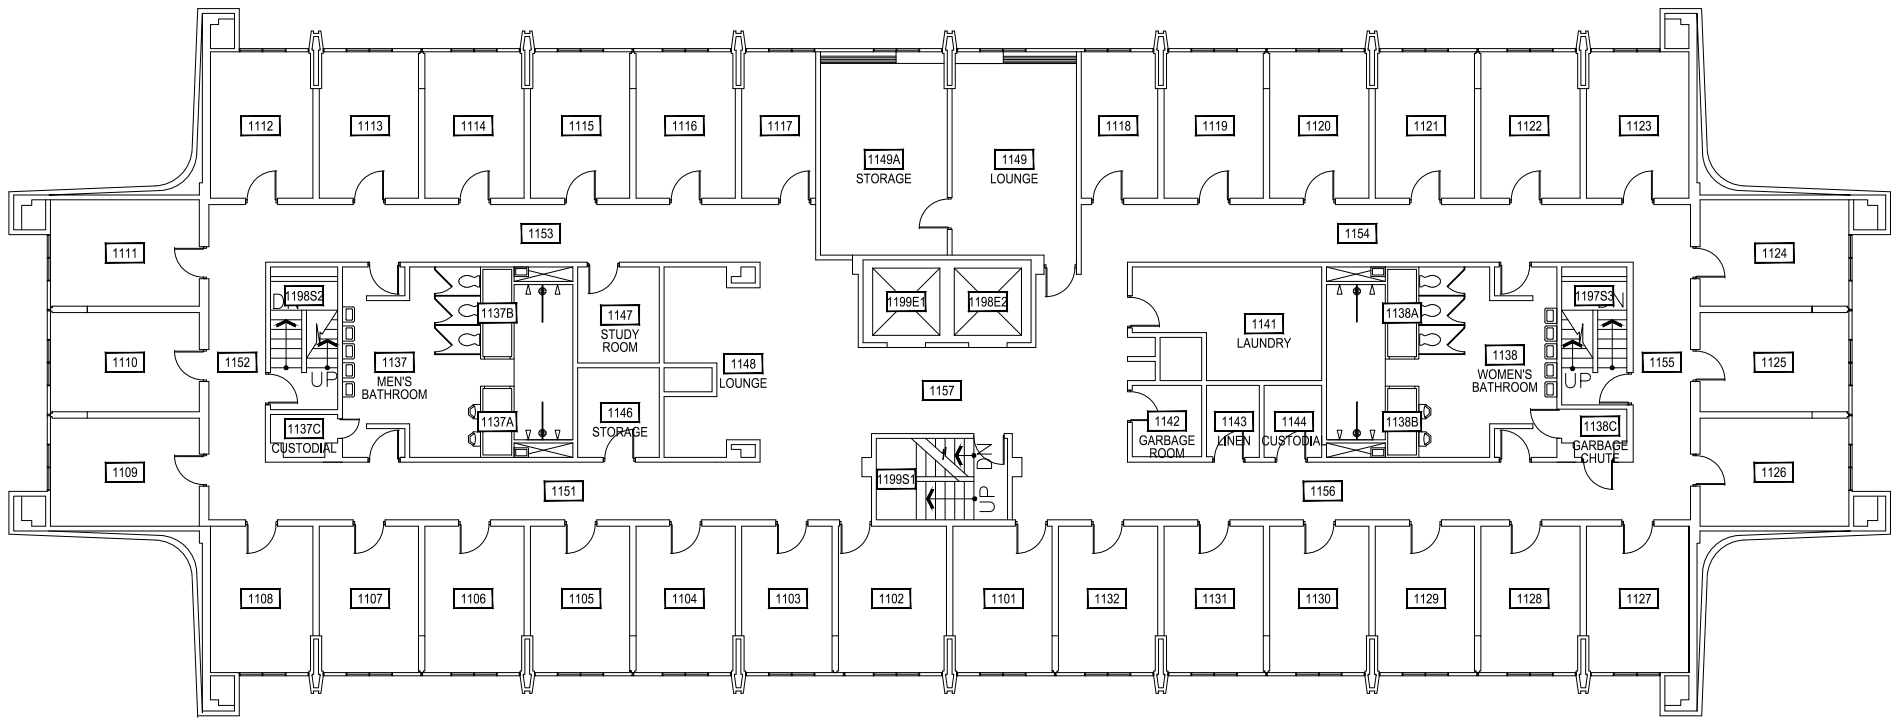 1112
1113
1114
1115
1116
1117
1118
1119
1120
1121
1122
1123
1149A
STORAGE
1149
LOUNGE
1111
1153
1154
1124
1198S2
DN
1137B
1147
STUDY
ROOM
1199E1
1198E2
1141
LAUNDRY
1138A
1197S3
DN
1110
1152
UP
1137
MEN'S
BATHROOM
1148
LOUNGE
1157
1138
WOMEN'S
BATHROOM
UP
1155
1125
1137C
CUSTODIAL
1137A
1146
STORAGE
1142
GARBAGE
ROOM
1143
LINEN
1144
CUSTODIAL
1138B
1138C
GARBAGE
CHUTE
1109
1151
1199S1
DN
UP
1156
1126
1108
1107
1106
1105
1104
1103
1102
1101
1132
1131
1130
1129
1128
1127